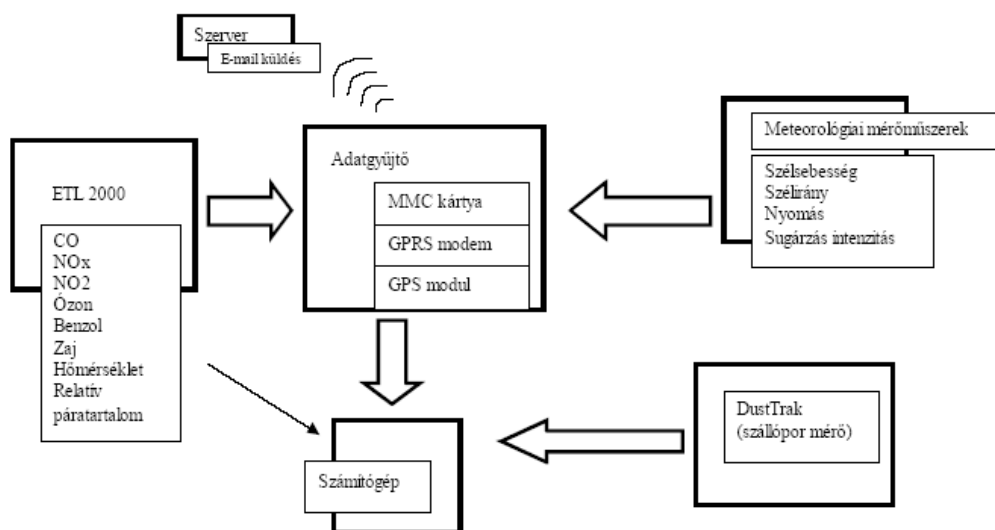 Szerver
E-mail küldés
ETL 2000
CO
NOx
NO2
Ózon
Benzol
Zaj
Hőmérséklet
Relatív
páratartalom
Adatgyűjtő
MMC kártya
GPRS modem
GPS modul
Meteorológiai mérőműszerek
Szélsebesség
Szélirány
Nyomás
Sugárzás intenzitás
Számítógép
DustTrak
(szállópor mérő)